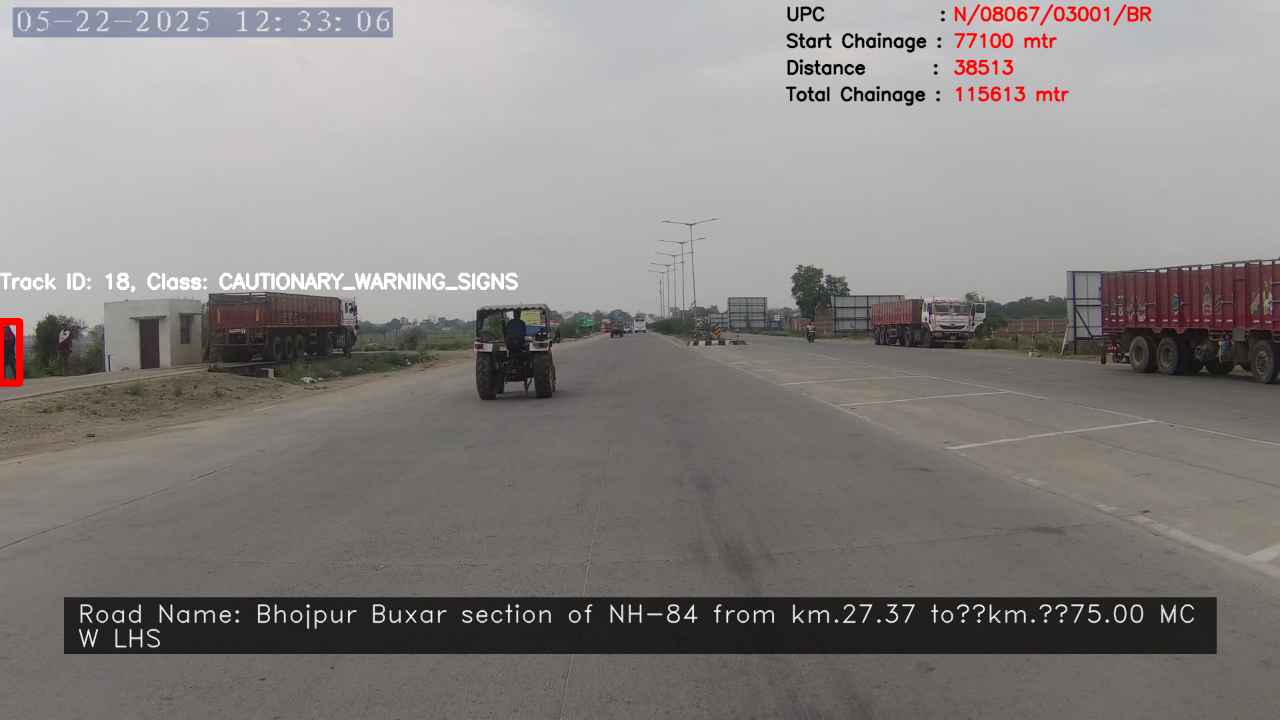 05-22-2025 12:33:06
UPC : N/08067/03001/BR
Start Chainage : 77100 mtr
Distance : 38513
Total Chainage : 115613 mtr
Track ID: 18, Class: CAUTIONARY_WARNING_SIGNS
Road Name: Bhojpur Buxar section of NH-84 from km.27.37 to??km.??75.00 MC
W LHS